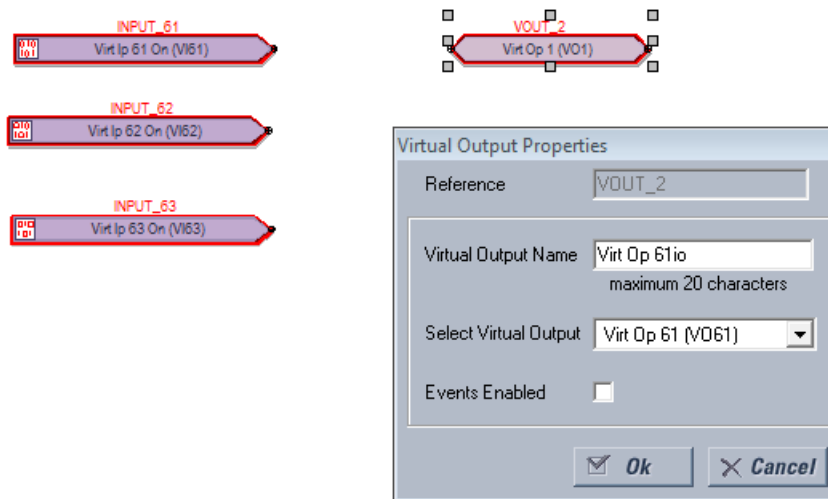 INPUT_61
Virt Ip 61 On (VI61)
VOUT_2
Virt Op 1 (VO1)
INPUT_62
Virt Ip 62 On (VI62)
INPUT_63
Virt Ip 63 On (VI63)
Virtual Output Properties
Reference VOUT_2
Virtual Output Name Virt Op 61io
maximum 20 characters
Select Virtual Output Virt Op 61 (VO61)
Events Enabled
Ok Cancel